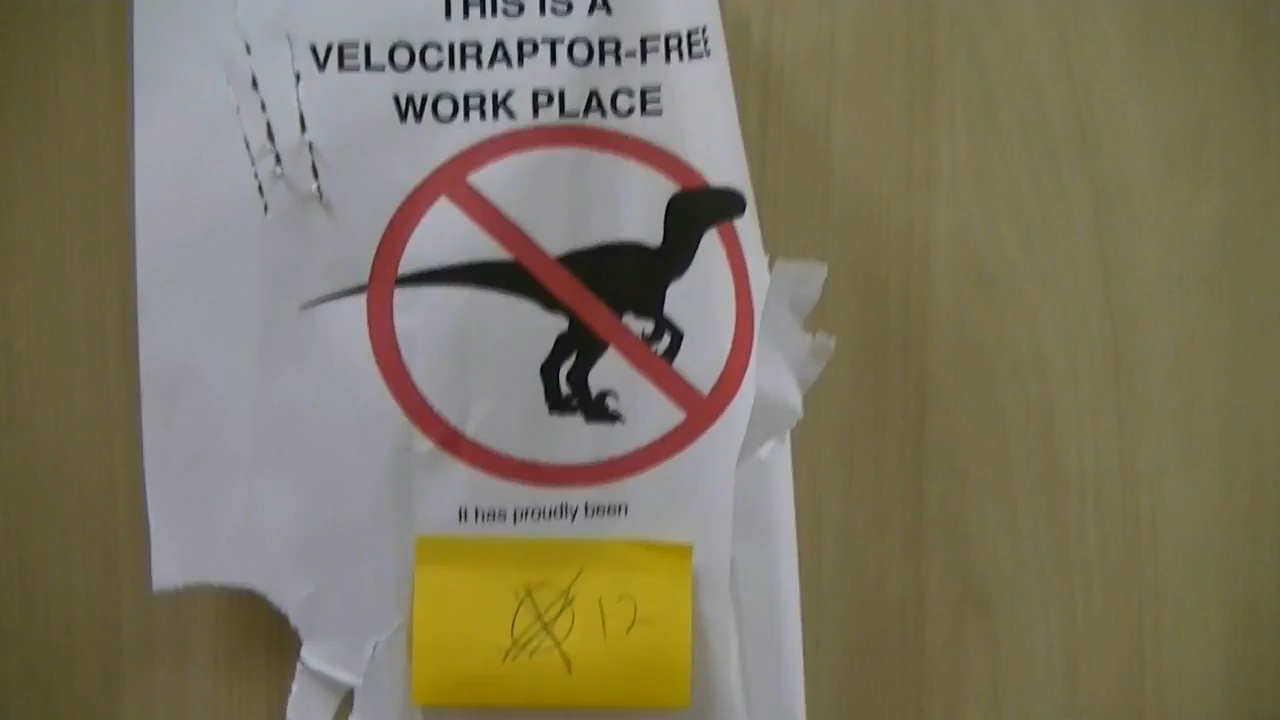 THIS IS A
VELOCIRAPTOR-FREE
WORK PLACE
It has proudly been
12